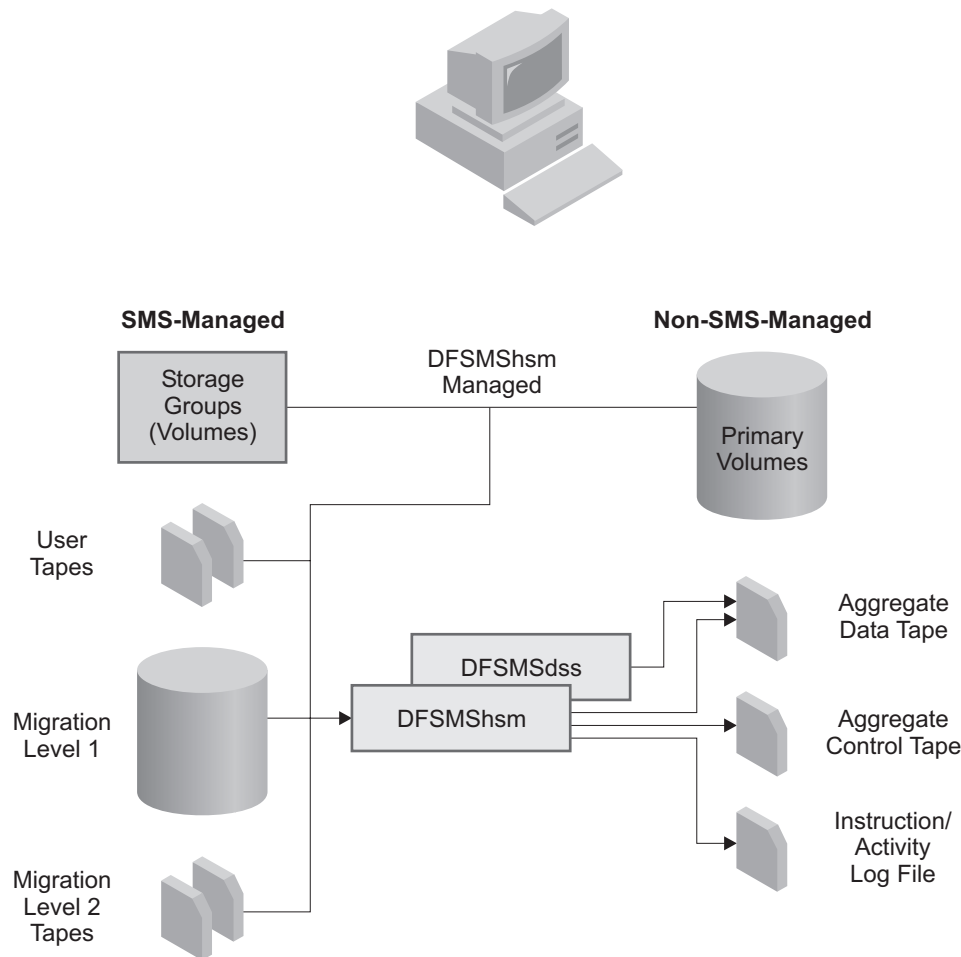 SMS-Managed
Non-SMS-Managed
Storage
Groups
(Volumes)
DFSMShsm
Managed
Primary
Volumes
User
Tapes
Aggregate
Data Tape
DFSMSdss
DFSMShsm
Migration
Level 1
Aggregate
Control Tape
Instruction/
Activity
Log File
Migration
Level 2
Tapes